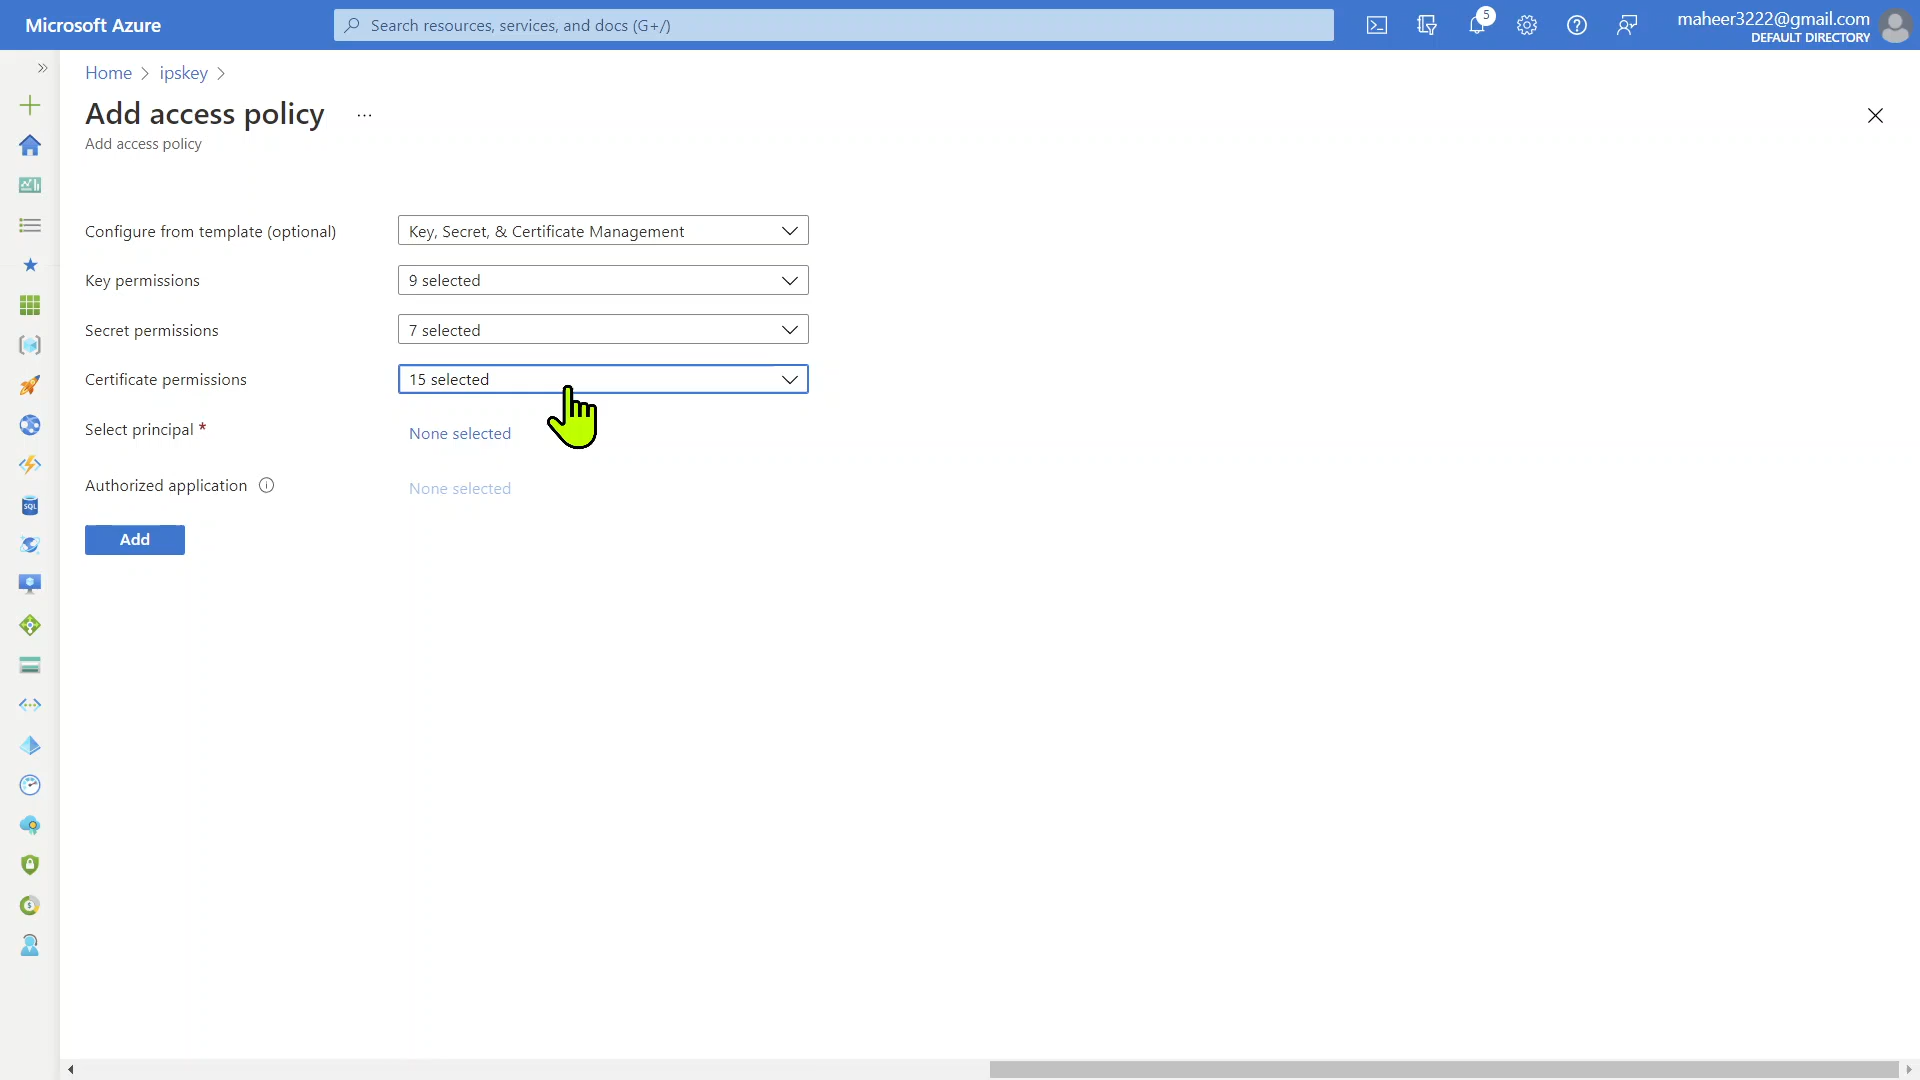 Microsoft Azure
Search resources, services, and docs (G+/)
5
maheer3222@gmail.com
DEFAULT DIRECTORY
Home > ipskey >
Add access policy ...
Add access policy
Configure from template (optional)
Key, Secret, & Certificate Management
Key permissions
9 selected
Secret permissions
7 selected
Certificate permissions
15 selected
Select principal *
None selected
Authorized application
None selected
Add
SQL